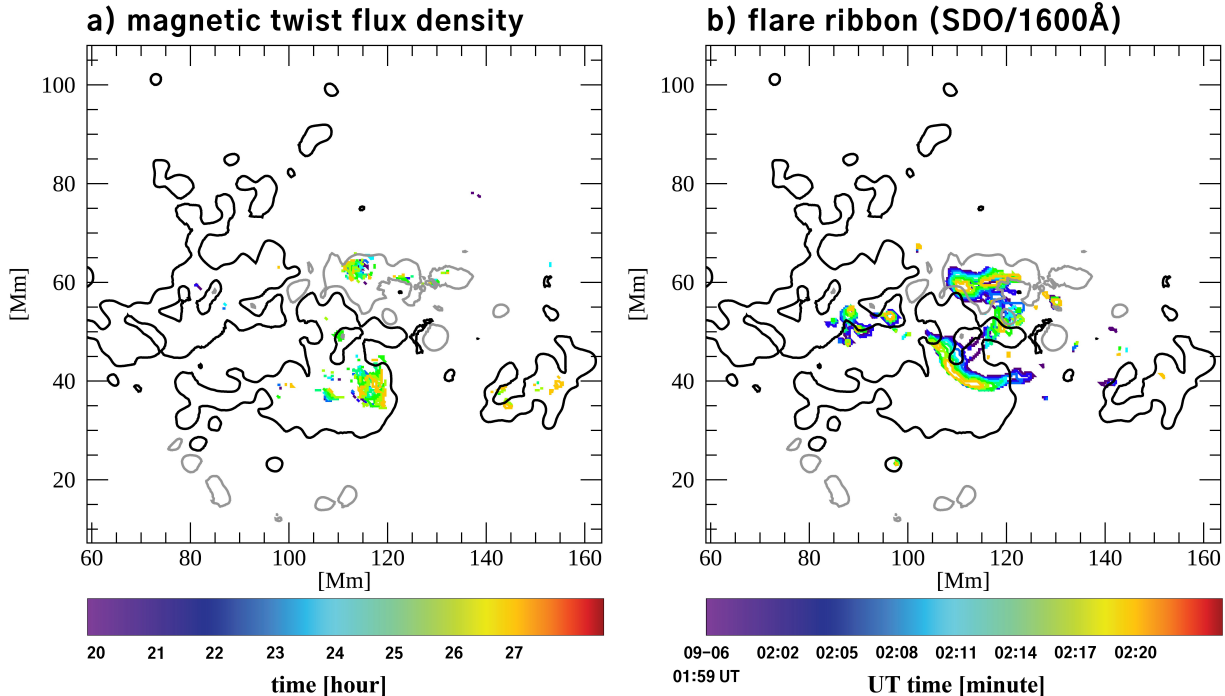 a) magnetic twist flux density
b) flare ribbon (SDO/1600Å)
100
80
60
40
20
[Mm]
60 80 100 120 140 160
[Mm]
100
80
60
40
20
[Mm]
60 80 100 120 140 160
[Mm]
20 21 22 23 24 25 26 27
time [hour]
09-06 02:02 02:05 02:08 02:11 02:14 02:17 02:20
01:59 UT
UT time [minute]